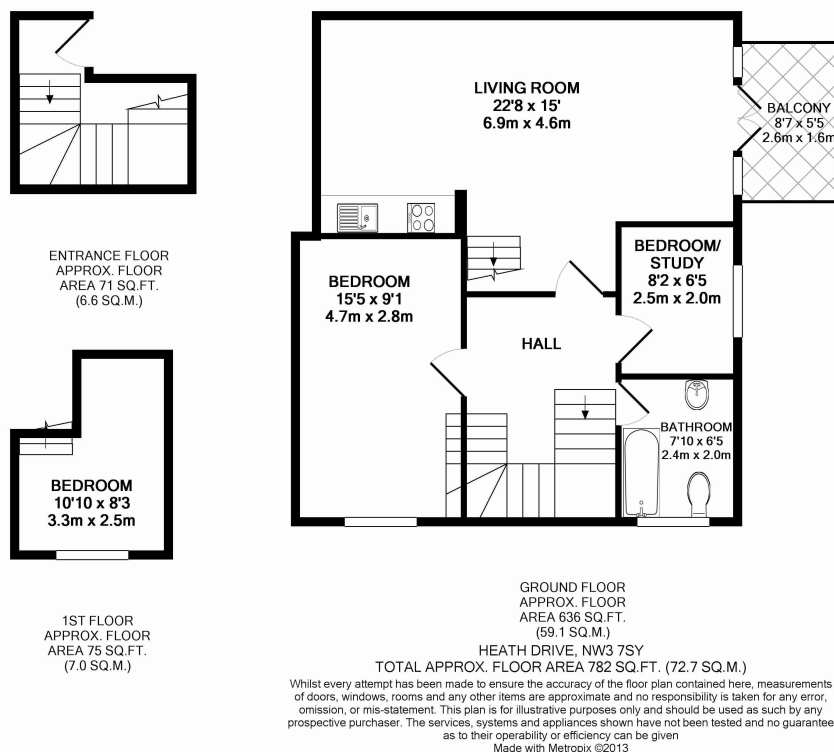 LIVING ROOM
22'8 x 15'
6.9m x 4.6m
BALCONY
8'7 x 5'5
2.6m x 1.6m
ENTRANCE FLOOR
APPROX. FLOOR
AREA 71 SQ.FT.
(6.6 SQ.M.)
BEDROOM
15'5 x 9'1
4.7m x 2.8m
BEDROOM/
STUDY
8'2 x 6'5
2.5m x 2.0m
HALL
BATHROOM
7'10 x 6'5
2.4m x 2.0m
BEDROOM
10'10 x 8'3
3.3m x 2.5m
1ST FLOOR
APPROX. FLOOR
AREA 75 SQ.FT.
(7.0 SQ.M.)
GROUND FLOOR
APPROX. FLOOR
AREA 636 SQ.FT.
(59.1 SQ.M.)
HEATH DRIVE, NW3 7SY
TOTAL APPROX. FLOOR AREA 782 SQ.FT. (72.7 SQ.M.)
Whilst every attempt has been made to ensure the accuracy of the floor plan contained here, measurements
of doors, windows, rooms and any other items are approximate and no responsibility is taken for any error,
omission, or mis-statement. This plan is for illustrative purposes only and should be used as such by any
prospective purchaser. The services, systems and appliances shown have not been tested and no guarantee
as to their operability or efficiency can be given
Made with Metropix ©2013